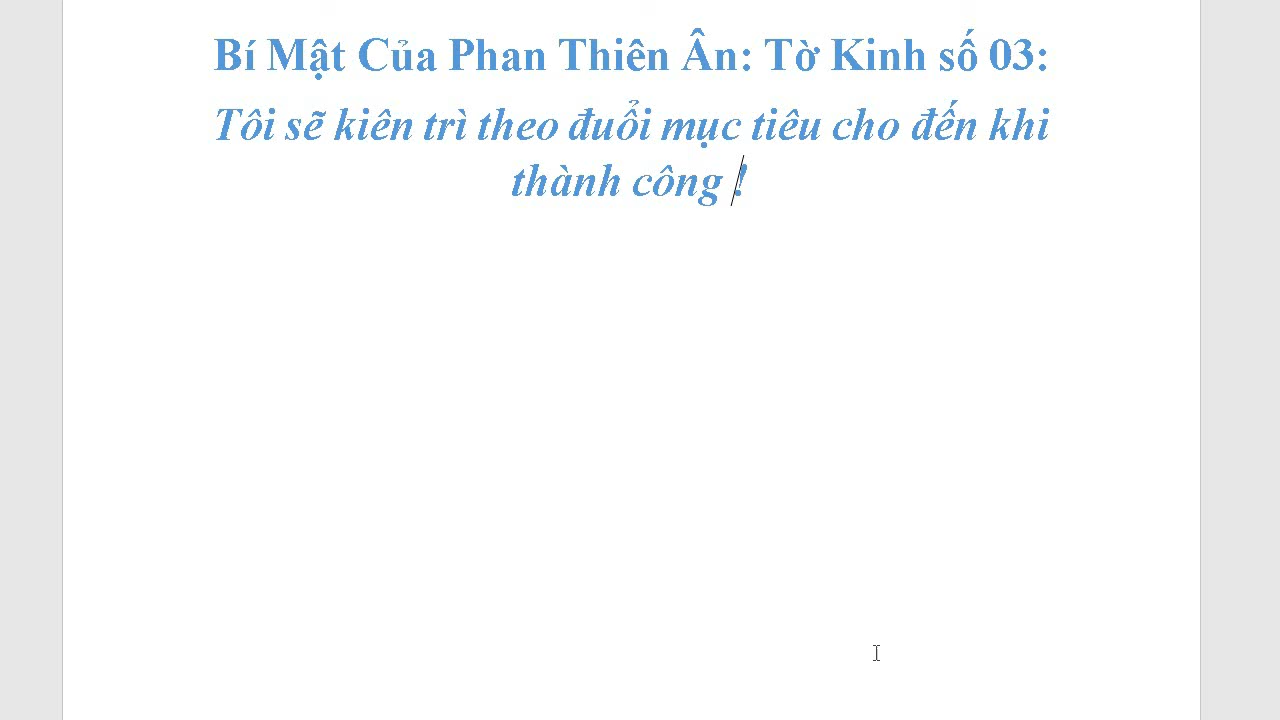 Bí Mật Của Phan Thiên Ân: Tờ Kinh số 03:
Tôi sẽ kiên trì theo đuổi mục tiêu cho đến khi
thành công !